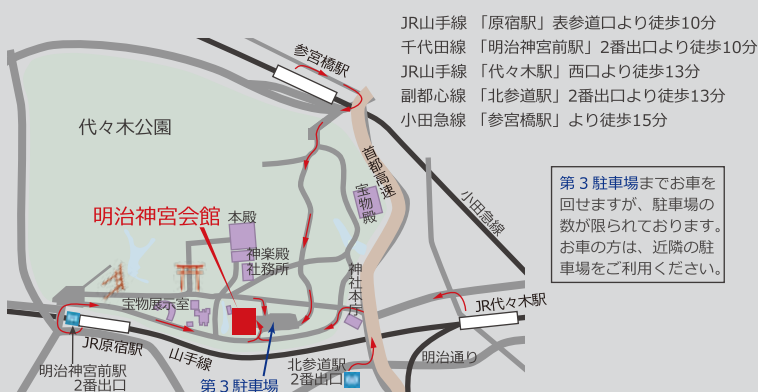 JR山手線 「原宿駅」表参道口より徒歩10分
千代田線 「明治神宮前駅」2番出口より徒歩10分
JR山手線 「代々木駅」西口より徒歩13分
副都心線 「北参道駅」2番出口より徒歩13分
小田急線 「参宮橋駅」より徒歩15分
参宮橋駅
代々木公園
首都高速
宝物殿
小田急線
第3駐車場までお車を
回せますが、駐車場の
数が限られております。
お車の方は、近隣の駐
車場をご利用ください。
明治神宮会館
本殿
神楽殿
社務所
神社本庁
宝物展示室
JR代々木駅
JR原宿駅
山手線
明治神宮前駅
2番出口
第3駐車場
北参道駅
2番出口
明治通り